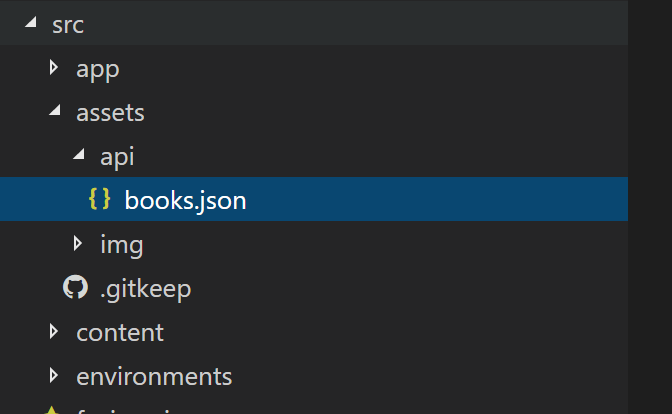 src
app
assets
api
{ } books.json
img
.gitkeep
content
environments